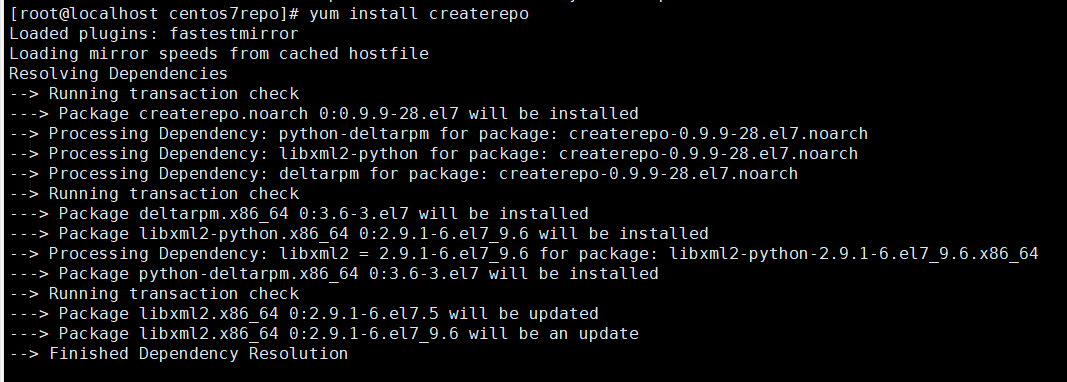 [root@localhost centos7repo]# yum install createrepo
Loaded plugins: fastestmirror
Loading mirror speeds from cached hostfile
Resolving Dependencies
--> Running transaction check
---> Package createrepo.noarch 0:0.9.9-28.el7 will be installed
--> Processing Dependency: python-deltarpm for package: createrepo-0.9.9-28.el7.noarch
--> Processing Dependency: libxml2-python for package: createrepo-0.9.9-28.el7.noarch
--> Processing Dependency: deltarpm for package: createrepo-0.9.9-28.el7.noarch
--> Running transaction check
---> Package deltarpm.x86_64 0:3.6-3.el7 will be installed
---> Package libxml2-python.x86_64 0:2.9.1-6.el7_9.6 will be installed
--> Processing Dependency: libxml2 = 2.9.1-6.el7_9.6 for package: libxml2-python-2.9.1-6.el7_9.6.x86_64
---> Package python-deltarpm.x86_64 0:3.6-3.el7 will be installed
--> Running transaction check
---> Package libxml2.x86_64 0:2.9.1-6.el7.5 will be updated
---> Package libxml2.x86_64 0:2.9.1-6.el7_9.6 will be an update
--> Finished Dependency Resolution